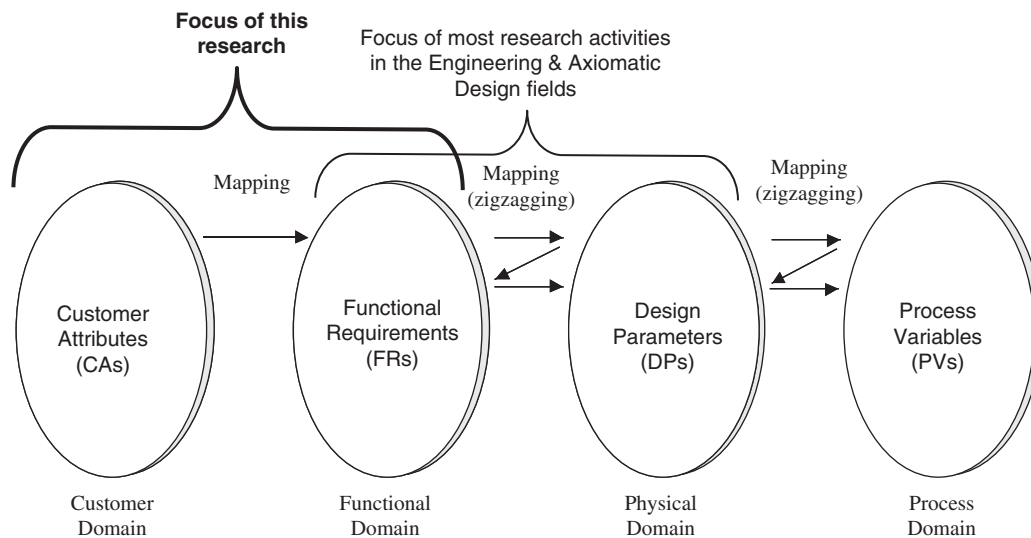 Focus of this
research
Focus of most research activities
in the Engineering & Axiomatic
Design fields
Mapping
Mapping
(zigzagging)
Mapping
(zigzagging)
Customer
Attributes
(CAs)
Functional
Requirements
(FRs)
Design
Parameters
(DPs)
Process
Variables
(PVs)
Customer
Domain
Functional
Domain
Physical
Domain
Process
Domain